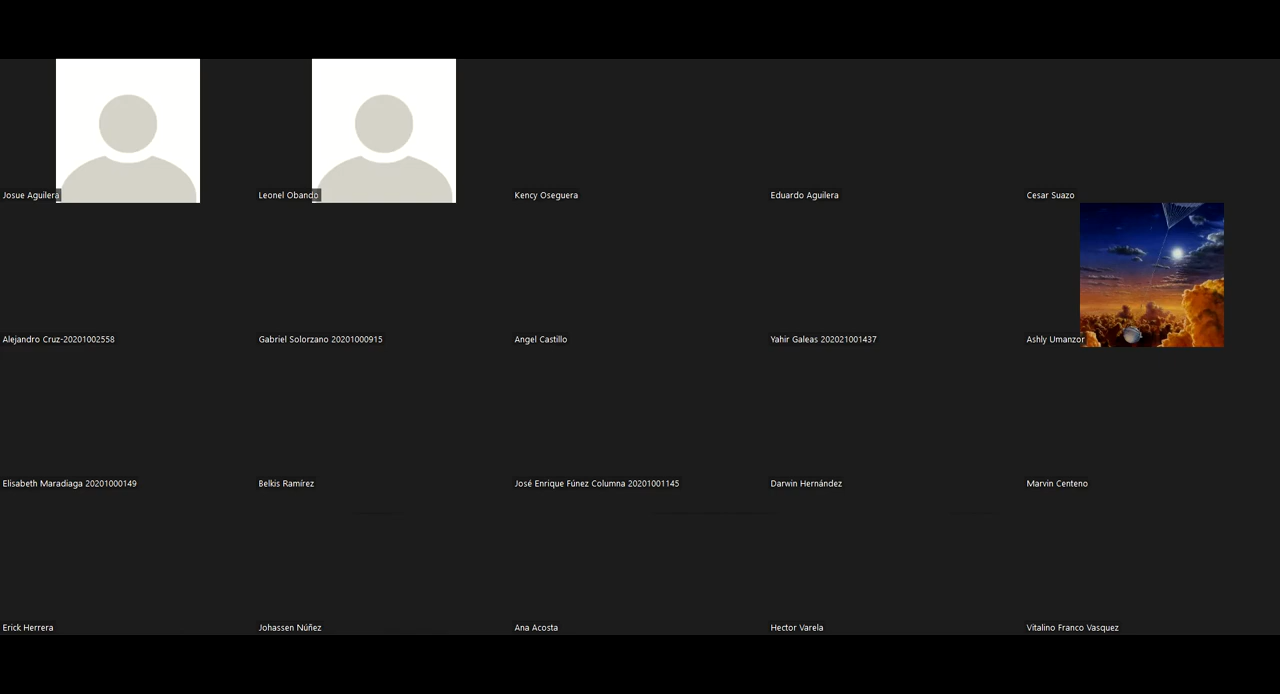 Josue Aguilera
Leonel Obando
Kency Oseguera
Eduardo Aguilera
Cesar Suazo
Alejandro Cruz-20201002558
Gabriel Solorzano 20201000915
Angel Castillo
Yahir Galeas 202021001437
Ashly Umanzor
Elisabeth Maradiaga 20201000149
Belkis Ramírez
José Enrique Fúnez Columna 20201001145
Darwin Hernández
Marvin Centeno
Erick Herrera
Johassen Núñez
Ana Acosta
Hector Varela
Vitalino Franco Vasquez